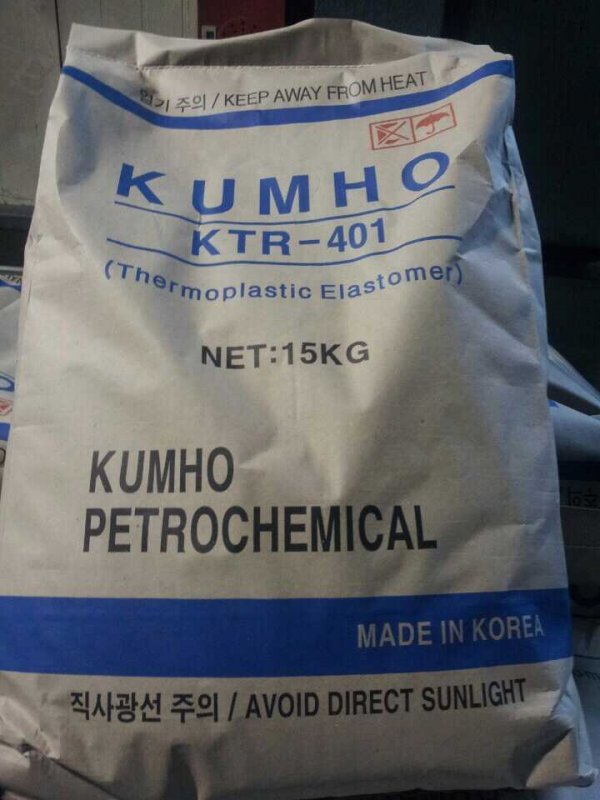 주의 / KEEP AWAY FROM HEAT
KUMHO
KTR-401
(Thermoplastic Elastomer)
NET:15KG
KUMHO
PETROCHEMICAL
MADE IN KOREA
직사광선 주의 / AVOID DIRECT SUNLIGHT